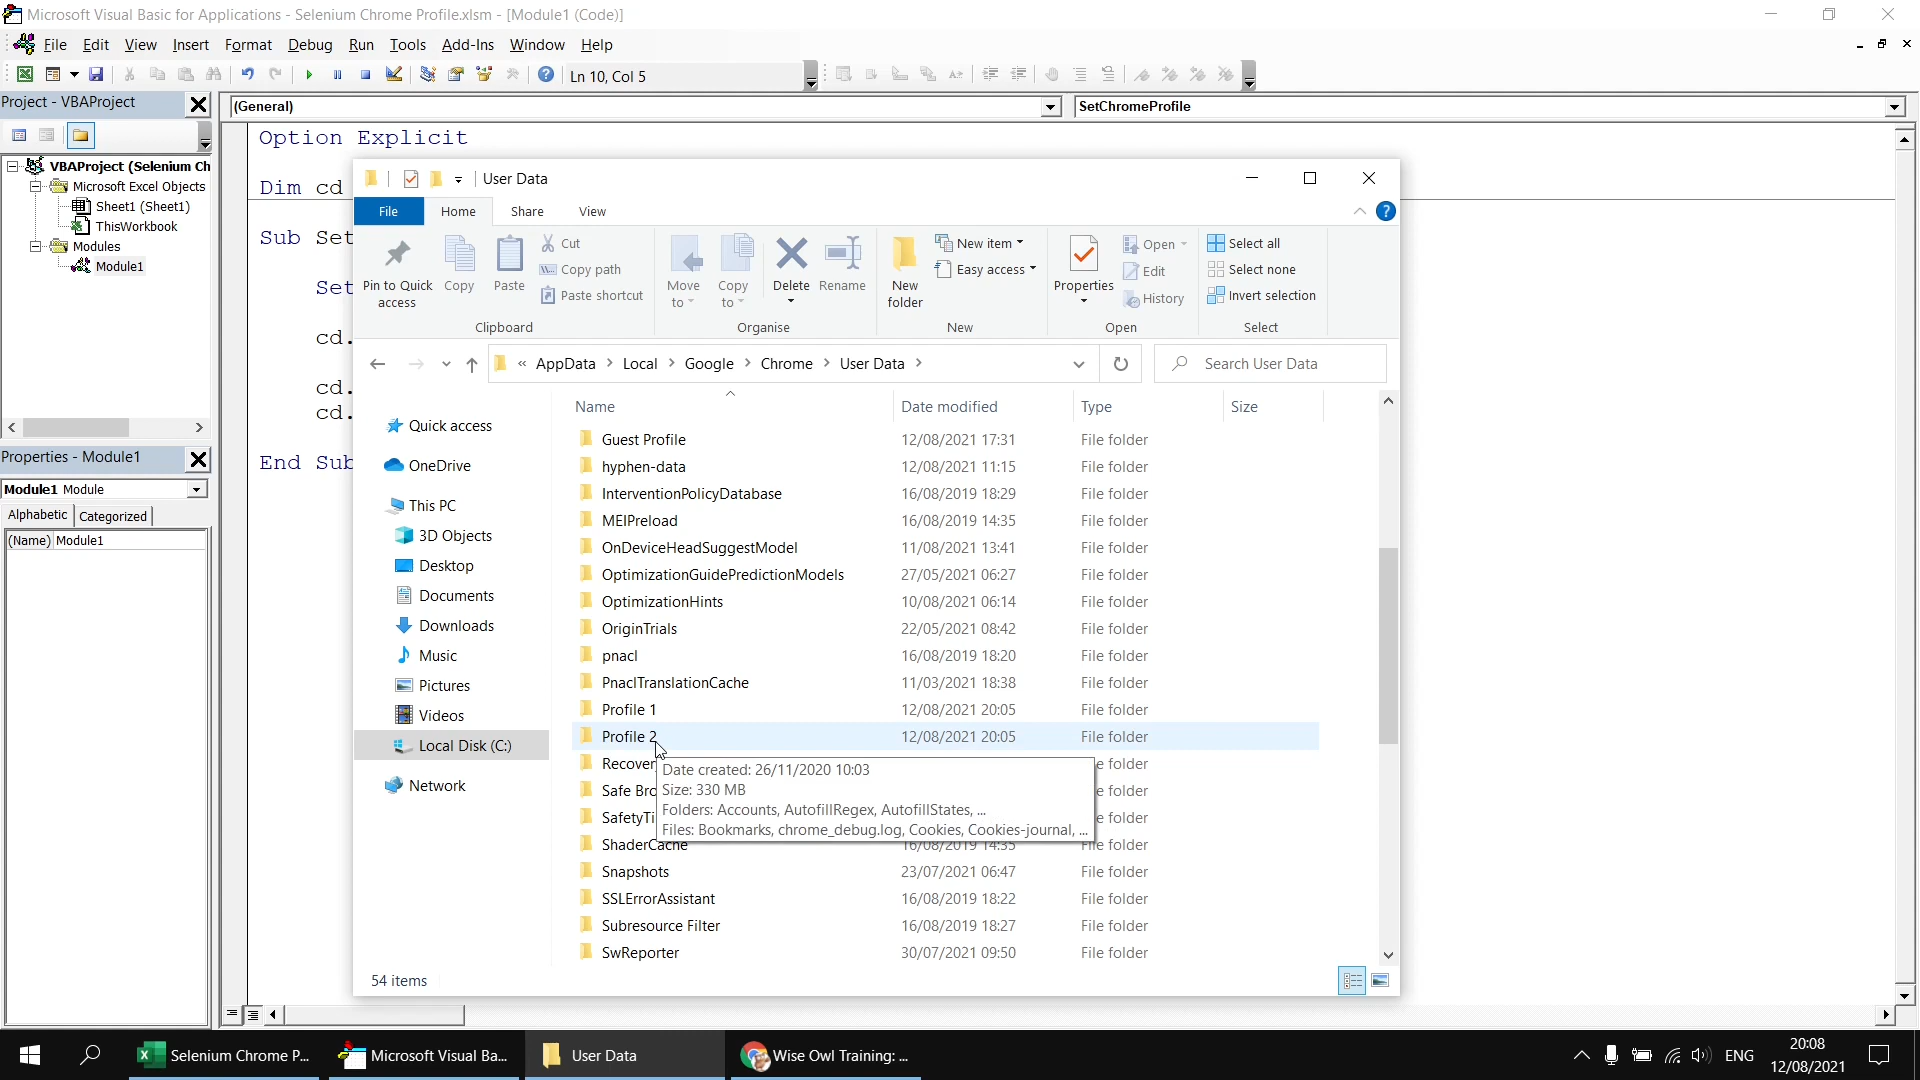 Microsoft Visual Basic for Applications - Selenium Chrome Profile.xlsm - [Module1 (Code)]
File Edit View Insert Format Debug Run Tools Add-Ins Window Help
Ln 10, Col 5
Project - VBAProject
(General)
SetChromeProfile
VBAProject (Selenium Ch
Microsoft Excel Objects
Sheet1 (Sheet1)
ThisWorkbook
Modules
Module1
Properties - Module1
Module1 Module
Alphabetic Categorized
(Name) Module1
Option Explicit
Dim cd
Sub Set
Set
cd.
cd.
cd.
End Sub
User Data
File Home Share View
Pin to Quick access
Copy
Paste
Cut
Copy path
Paste shortcut
Clipboard
Move to
Copy to
Delete
Rename
Organise
New folder
New item
Easy access
New
Properties
Open
Edit
History
Open
Select all
Select none
Invert selection
Select
« AppData > Local > Google > Chrome > User Data >
Search User Data
Quick access
OneDrive
This PC
3D Objects
Desktop
Documents
Downloads
Music
Pictures
Videos
Local Disk (C:)
Network
Name Date modified Type Size
Guest Profile 12/08/2021 17:31 File folder
hyphen-data 12/08/2021 11:15 File folder
InterventionPolicyDatabase 16/08/2019 18:29 File folder
MEIPreload 16/08/2019 14:35 File folder
OnDeviceHeadSuggestModel 11/08/2021 13:41 File folder
OptimizationGuidePredictionModels 27/05/2021 06:27 File folder
OptimizationHints 10/08/2021 06:14 File folder
OriginTrials 22/05/2021 08:42 File folder
pnacl 16/08/2019 18:20 File folder
PnaclTranslationCache 11/03/2021 18:38 File folder
Profile 1 12/08/2021 20:05 File folder
Profile 2 12/08/2021 20:05 File folder
Recover e folder
Safe Bro e folder
SafetyTi e folder
ShaderCache 16/08/2019 14:35 File folder
Snapshots 23/07/2021 06:47 File folder
SSLErrorAssistant 16/08/2019 18:22 File folder
Subresource Filter 16/08/2019 18:27 File folder
SwReporter 30/07/2021 09:50 File folder
Date created: 26/11/2020 10:03
Size: 330 MB
Folders: Accounts, AutofillRegex, AutofillStates, ...
Files: Bookmarks, chrome_debug.log, Cookies, Cookies-journal, ...
54 items
Selenium Chrome P...
Microsoft Visual Ba...
User Data
Wise Owl Training: ...
ENG
20:08
12/08/2021